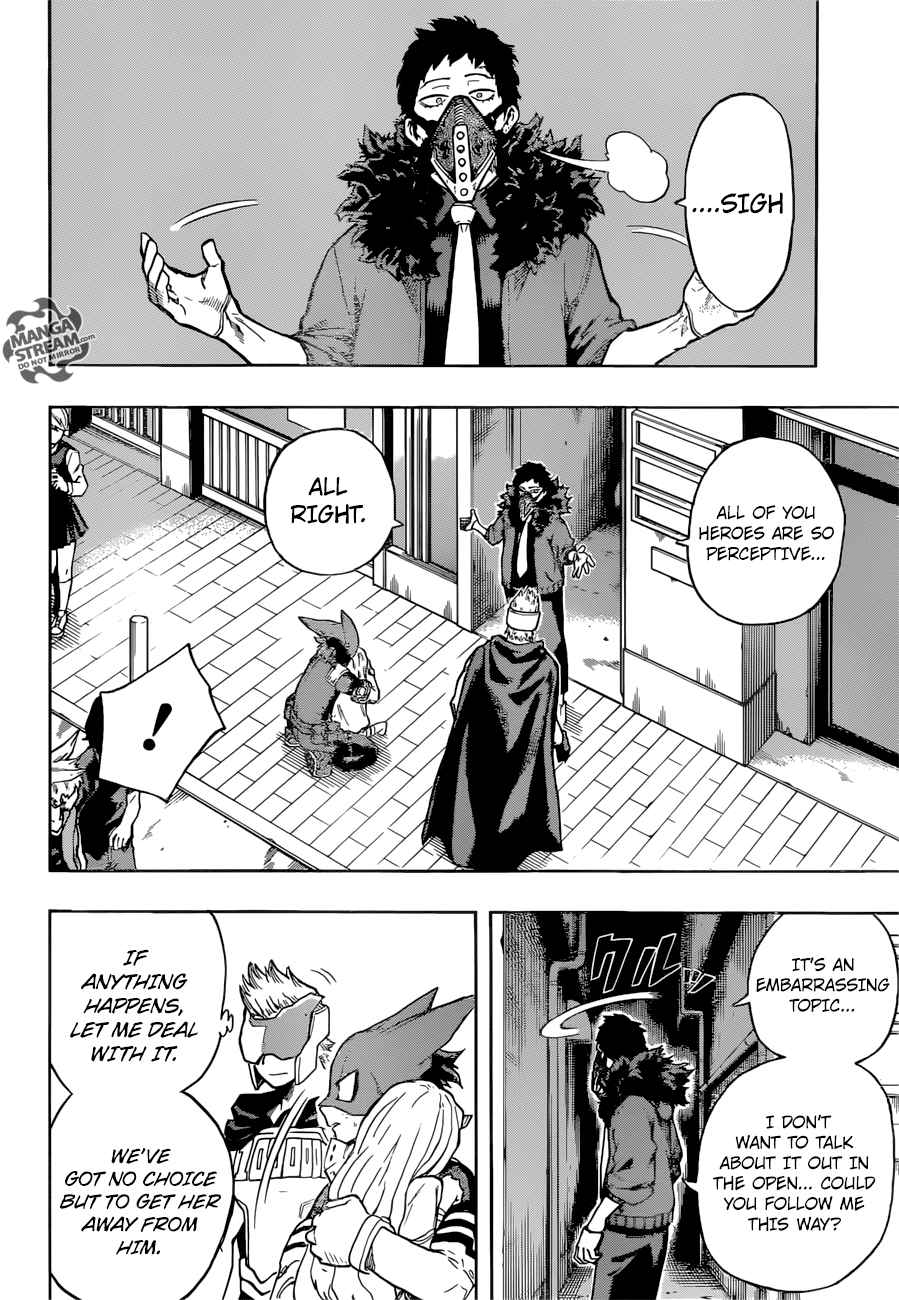 ....SIGH
MANGA
STREAM.com
DO NOT MIRROR
ALL OF YOU
HEROES ARE SO
PERCEPTIVE...
ALL
RIGHT.
!
IT'S AN
EMBARRASSING
TOPIC...
クルッ
I DON'T
WANT TO TALK
ABOUT IT OUT IN
THE OPEN... COULD
YOU FOLLOW ME
THIS WAY?
IF
ANYTHING
HAPPENS,
LET ME DEAL
WITH IT.
WE'VE
GOT NO CHOICE
BUT TO GET HER
AWAY FROM
HIM.